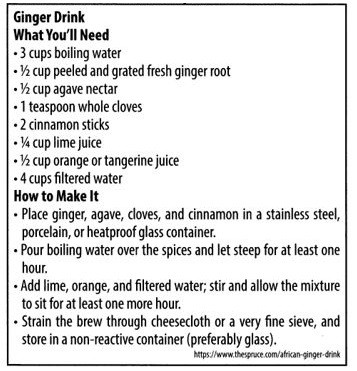 Ginger Drink
What You'll Need
• 3 cups boiling water
• ½ cup peeled and grated fresh ginger root
• ½ cup agave nectar
• 1 teaspoon whole cloves
• 2 cinnamon sticks
• ¼ cup lime juice
• ½ cup orange or tangerine juice
• 4 cups filtered water
How to Make It
• Place ginger, agave, cloves, and cinnamon in a stainless steel,
porcelain, or heatproof glass container.
• Pour boiling water over the spices and let steep for at least one
hour.
• Add lime, orange, and filtered water; stir and allow the mixture
to sit for at least one more hour.
• Strain the brew through cheesecloth or a very fine sieve, and
store in a non-reactive container (preferably glass).
https://www.thespruce.com/african-ginger-drink